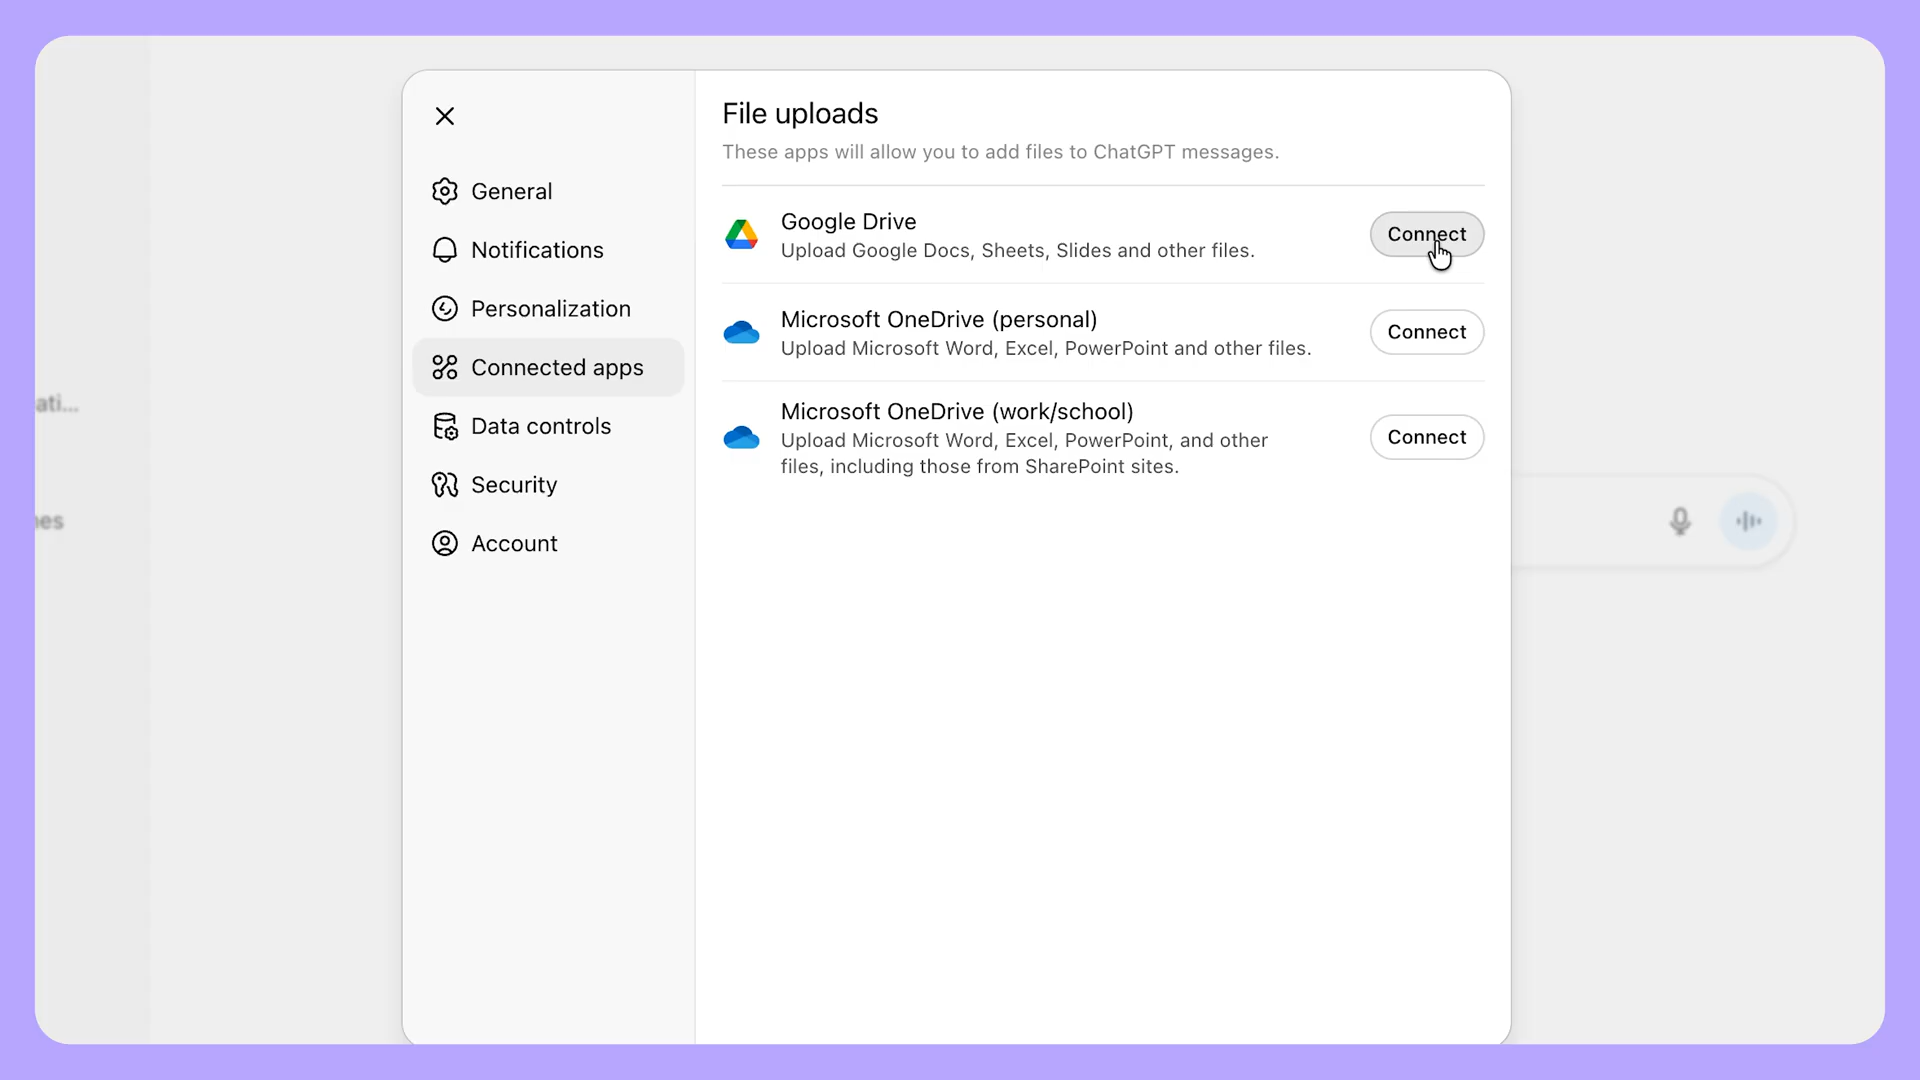 General
Notifications
Personalization
Connected apps
Data controls
Security
Account
File uploads
These apps will allow you to add files to ChatGPT messages.
Google Drive
Upload Google Docs, Sheets, Slides and other files.
Connect
Microsoft OneDrive (personal)
Upload Microsoft Word, Excel, PowerPoint and other files.
Connect
Microsoft OneDrive (work/school)
Upload Microsoft Word, Excel, PowerPoint, and other
files, including those from SharePoint sites.
Connect